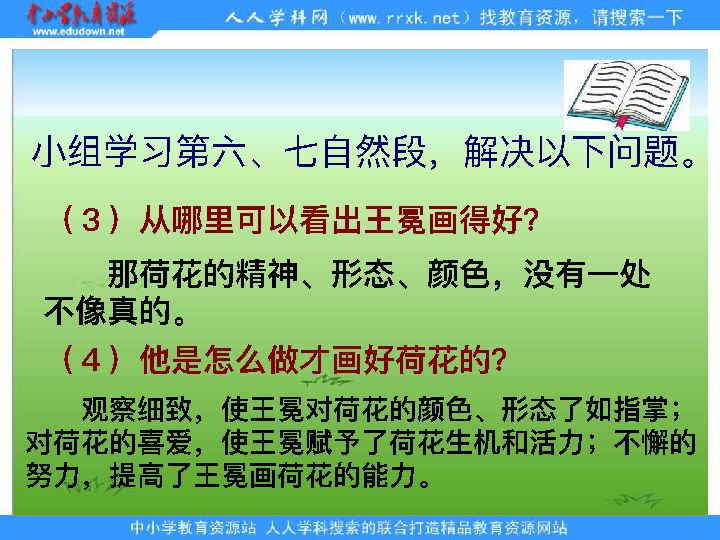 中小学教育资源
www.edudown.net
人人学科网（www.rrxk.net）找教育资源，请搜索一下
小组学习第六、七自然段，解决以下问题。
（3）从哪里可以看出王冕画得好？
那荷花的精神、形态、颜色，没有一处
不像真的。
（4）他是怎么做才画好荷花的？
观察细致，使王冕对荷花的颜色、形态了如指掌；
对荷花的喜爱，使王冕赋予了荷花生机和活力；不懈的
努力，提高了王冕画荷花的能力。
中小学教育资源站 人人学科搜索的联合打造精品教育资源网站